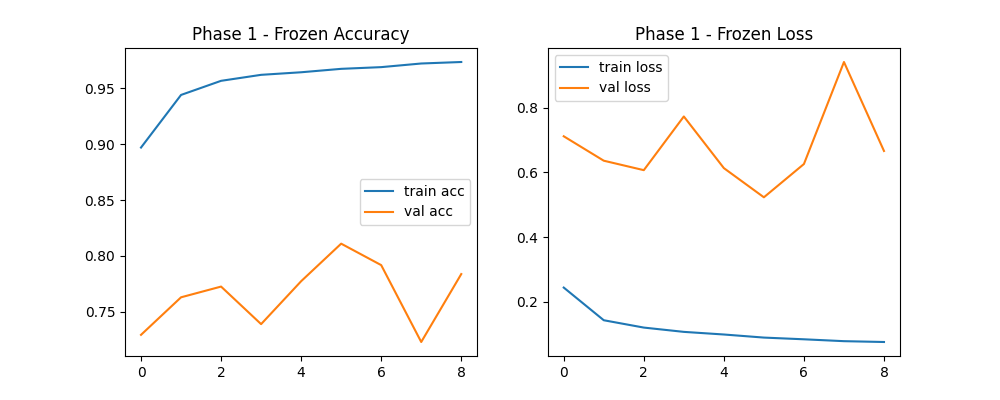 Phase 1 - Frozen Accuracy
0.95
0.90
0.85
0.80
0.75
train acc
val acc
0 2 4 6 8
Phase 1 - Frozen Loss
train loss
val loss
0.8
0.6
0.4
0.2
0 2 4 6 8